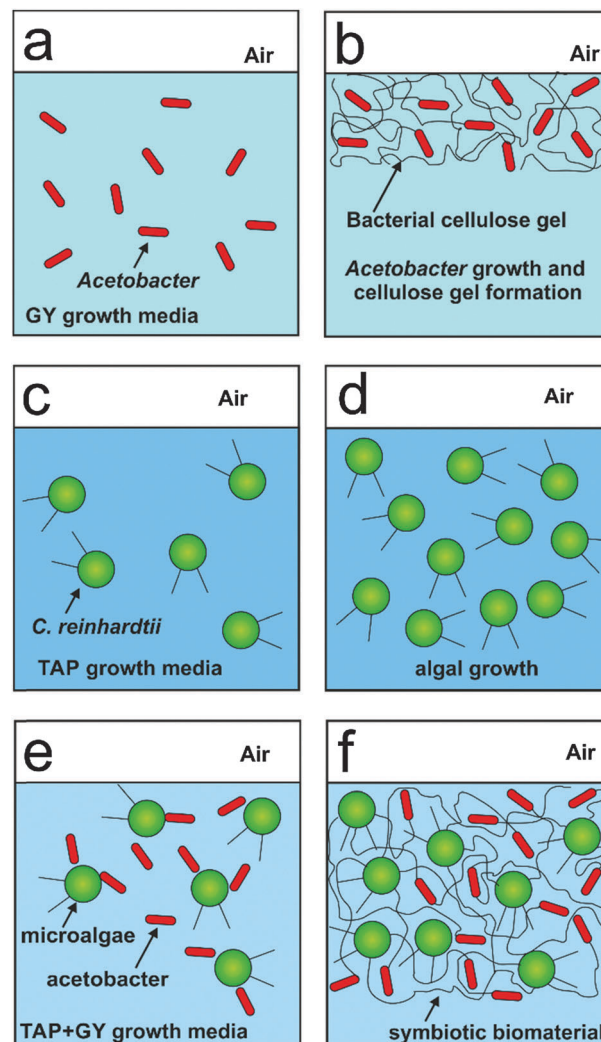 a
Air
Acetobacter
GY growth media
b
Air
Bacterial cellulose gel
Acetobacter growth and
cellulose gel formation
c
Air
C. reinhardtii
TAP growth media
d
Air
algal growth
e
Air
microalgae
acetobacter
TAP+GY growth media
f
Air
symbiotic biomaterial